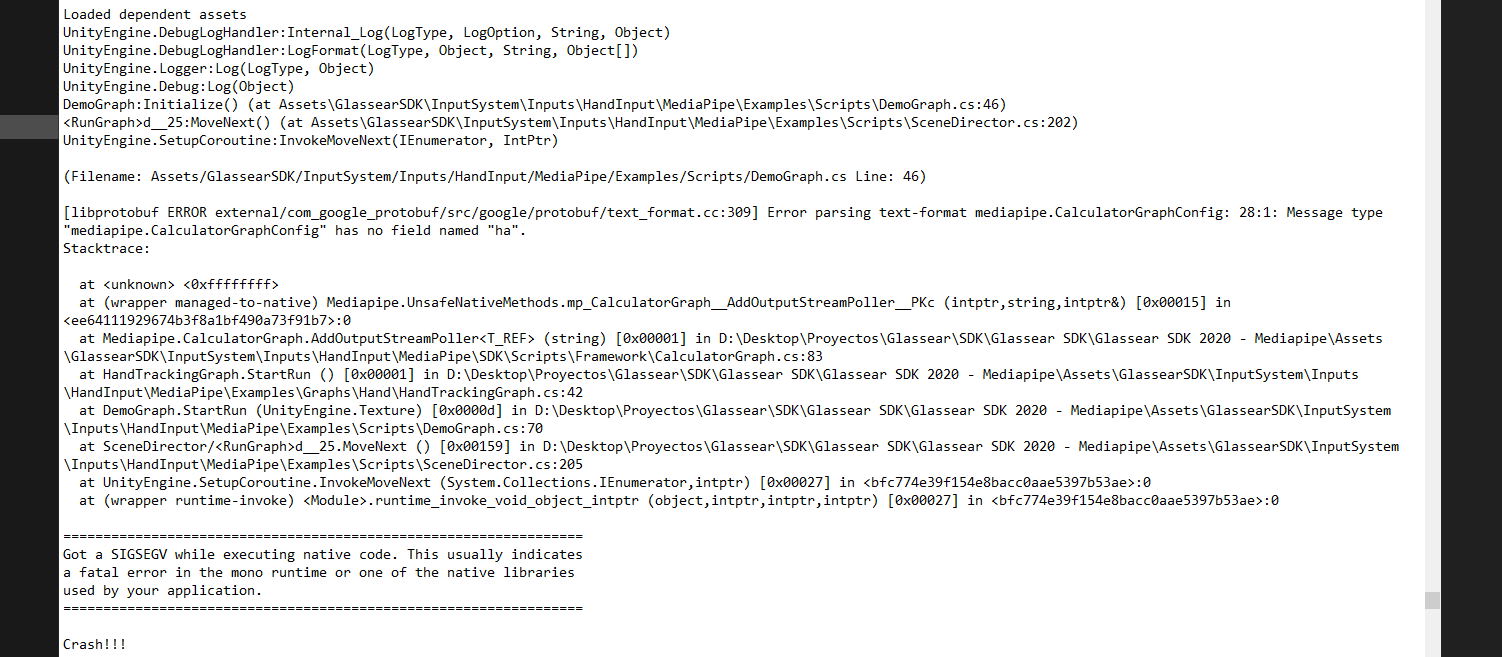 Loaded dependent assets
UnityEngine.DebugLogHandler:Internal_Log(LogType, LogOption, String, Object)
UnityEngine.DebugLogHandler:LogFormat(LogType, Object, String, Object[])
UnityEngine.Logger:Log(LogType, Object)
UnityEngine.Debug:Log(Object)
DemoGraph:Initialize() (at Assets\GlassearSDK\InputSystem\Inputs\HandInput\MediaPipe\Examples\Scripts\DemoGraph.cs:46)
<RunGraph>d__25:MoveNext() (at Assets\GlassearSDK\InputSystem\Inputs\HandInput\MediaPipe\Examples\Scripts\SceneDirector.cs:202)
UnityEngine.SetupCoroutine:InvokeMoveNext(IEnumerator, IntPtr)
(Filename: Assets/GlassearSDK/InputSystem/Inputs/HandInput/MediaPipe/Examples/Scripts/DemoGraph.cs Line: 46)
[libprotobuf ERROR external/com_google_protobuf/src/google/protobuf/text_format.cc:309] Error parsing text-format mediapipe.CalculatorGraphConfig: 28:1: Message type
"mediapipe.CalculatorGraphConfig" has no field named "ha".
Stacktrace:
at <unknown> <0xffffffff>
at (wrapper managed-to-native) Mediapipe.UnsafeNativeMethods.mp_CalculatorGraph__AddOutputStreamPoller__PKc (intptr,string,intptr&) [0x00015] in
<ee64111929674b3f8a1bf490a73f91b7>:0
at Mediapipe.CalculatorGraph.AddOutputStreamPoller<T_REF> (string) [0x00001] in D:\Desktop\Proyectos\Glassear\SDK\Glassear SDK\Glassear SDK 2020 - Mediapipe\Assets
\GlassearSDK\InputSystem\Inputs\HandInput\MediaPipe\SDK\Scripts\Framework\CalculatorGraph.cs:83
at HandTrackingGraph.StartRun () [0x00001] in D:\Desktop\Proyectos\Glassear\SDK\Glassear SDK\Glassear SDK 2020 - Mediapipe\Assets\GlassearSDK\InputSystem\Inputs
\HandInput\MediaPipe\Examples\Graphs\Hand\HandTrackingGraph.cs:42
at DemoGraph.StartRun (UnityEngine.Texture) [0x0000d] in D:\Desktop\Proyectos\Glassear\SDK\Glassear SDK\Glassear SDK 2020 - Mediapipe\Assets\GlassearSDK\InputSystem
\Inputs\HandInput\MediaPipe\Examples\Scripts\DemoGraph.cs:70
at SceneDirector/<RunGraph>d__25.MoveNext () [0x00159] in D:\Desktop\Proyectos\Glassear\SDK\Glassear SDK\Glassear SDK 2020 - Mediapipe\Assets\GlassearSDK\InputSystem
\Inputs\HandInput\MediaPipe\Examples\Scripts\SceneDirector.cs:205
at UnityEngine.SetupCoroutine.InvokeMoveNext (System.Collections.IEnumerator,intptr) [0x00027] in <bfc774e39f154e8bacc0aae5397b53ae>:0
at (wrapper runtime-invoke) <Module>.runtime_invoke_void_object_intptr (object,intptr,intptr,intptr) [0x00027] in <bfc774e39f154e8bacc0aae5397b53ae>:0
=================================================================
Got a SIGSEGV while executing native code. This usually indicates
a fatal error in the mono runtime or one of the native libraries
used by your application.
=================================================================
Crash!!!